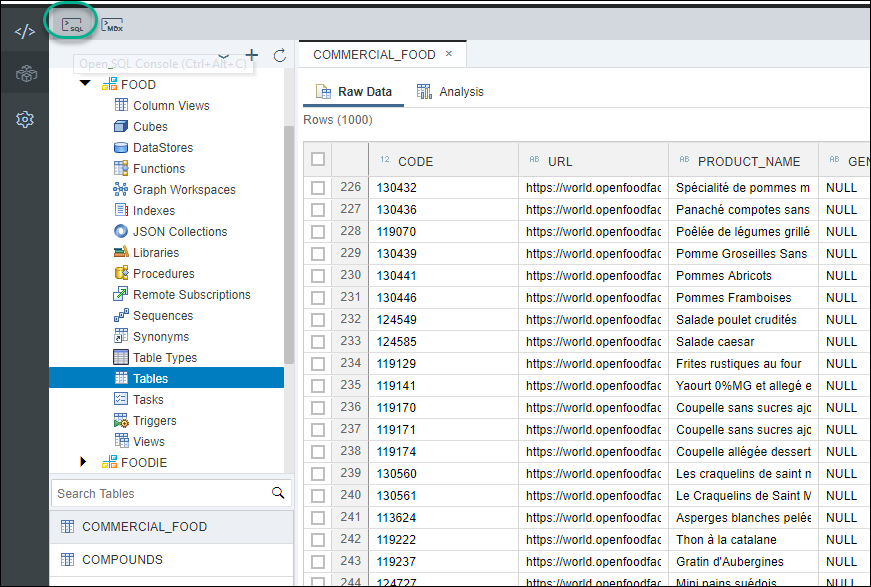 </>
SQL
MDX
Open SQL Console (Ctrl+Alt+C)
FOOD
Column Views
Cubes
DataStores
Functions
Graph Workspaces
Indexes
JSON Collections
Libraries
Procedures
Remote Subscriptions
Sequences
Synonyms
Table Types
Tables
Tasks
Triggers
Views
FOODIE
Search Tables
COMMERCIAL_FOOD
COMPOUNDS
COMMERCIAL_FOOD ×
Raw Data Analysis
Rows (1000)
12 CODE AB URL AB PRODUCT_NAME AB GEN
226 130432 https://world.openfoodfac Spécialité de pommes m NULL
227 130436 https://world.openfoodfac Panaché compotes sans NULL
228 119070 https://world.openfoodfac Poêlée de légumes grillé NULL
229 130439 https://world.openfoodfac Pomme Groseilles Sans NULL
230 130441 https://world.openfoodfac Pommes Abricots NULL
231 130446 https://world.openfoodfac Pommes Framboises NULL
232 124549 https://world.openfoodfac Salade poulet crudités NULL
233 124585 https://world.openfoodfac Salade caesar NULL
234 119129 https://world.openfoodfac Frites rustiques au four NULL
235 119141 https://world.openfoodfac Yaourt 0%MG et allegé e NULL
236 119170 https://world.openfoodfac Coupelle sans sucres ajo NULL
237 119171 https://world.openfoodfac Coupelle sans sucres ajo NULL
238 119174 https://world.openfoodfac Coupelle allégée dessert NULL
239 130560 https://world.openfoodfac Les craquelins de saint m NULL
240 130561 https://world.openfoodfac Le Craquelins de Saint M NULL
241 113624 https://world.openfoodfac Asperges blanches pelée NULL
242 119222 https://world.openfoodfac Thon à la catalane NULL
243 119237 https://world.openfoodfac Gratin d'Aubergines NULL
244 124727 https://world.openfoodfac Mini pains suédois NULL